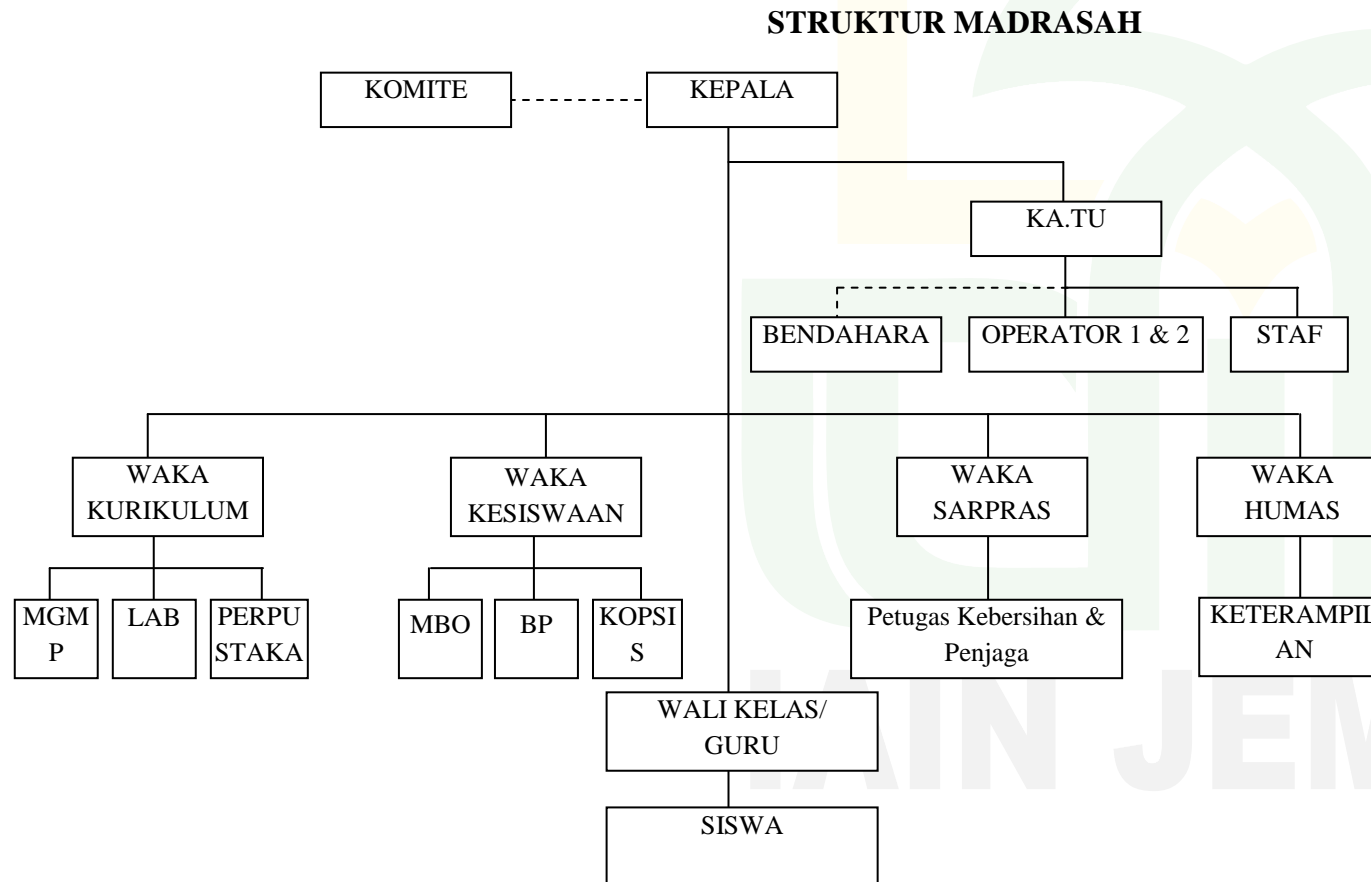 STRUKTUR MADRASAH
KOMITE
KEPALA
KA.TU
BENDAHARA
OPERATOR 1 & 2
STAF
WAKA
KURIKULUM
WAKA
KESISWAAN
WAKA
SARPRAS
WAKA
HUMAS
MGM
P
LAB
PERPU
STAKA
MBO
BP
KOPSI
S
Petugas Kebersihan &
Penjaga
KETERAMPIL
AN
WALI KELAS/
GURU
SISWA
IAIN JEM